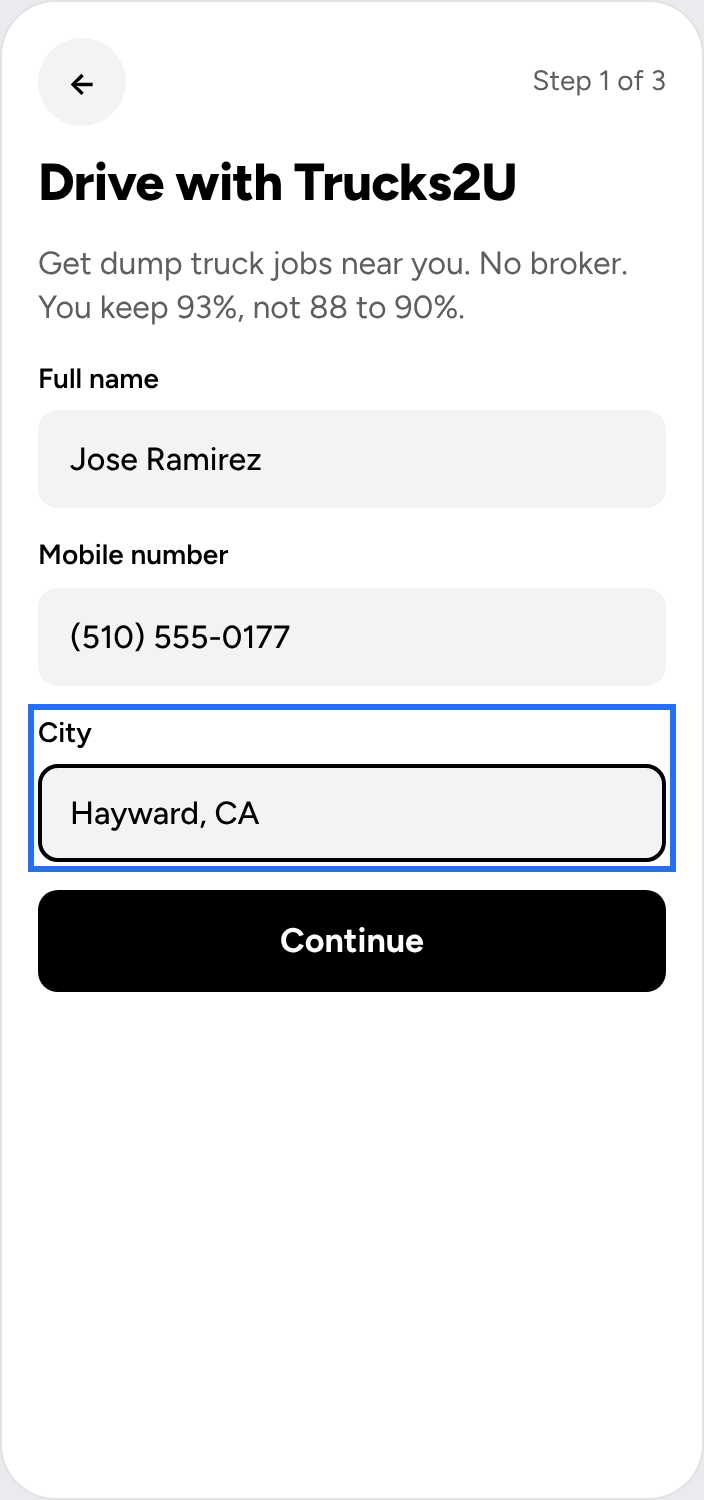 Step 1 of 3
Drive with Trucks2U
Get dump truck jobs near you. No broker.
You keep 93%, not 88 to 90%.
Full name
Jose Ramirez
Mobile number
(510) 555-0177
City
Hayward, CA
Continue